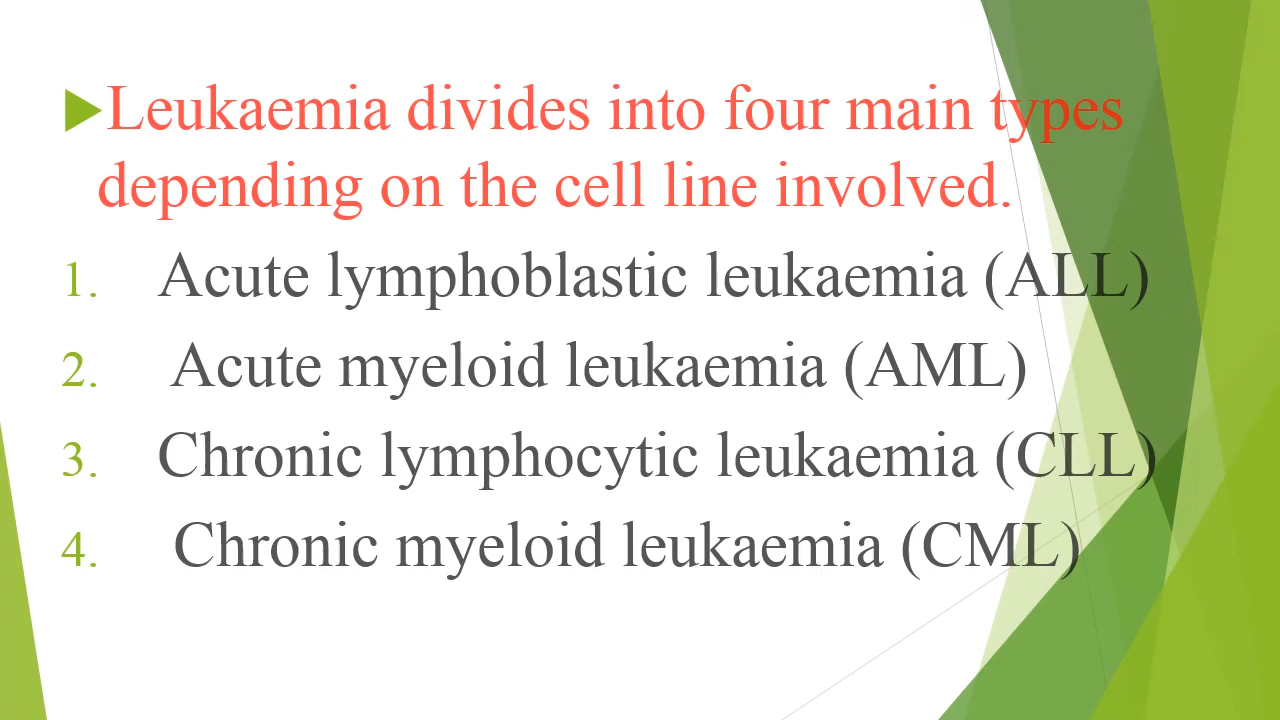 Leukaemia divides into four main types
depending on the cell line involved.
1. Acute lymphoblastic leukaemia (ALL)
2. Acute myeloid leukaemia (AML)
3. Chronic lymphocytic leukaemia (CLL)
4. Chronic myeloid leukaemia (CML)